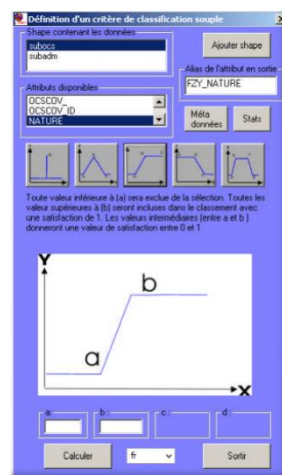 Définition d'un critère de classification souple
Shape contenant les données
subocs
subadm
Ajouter shape
Alias de l'attribut en sortie
FZY_NATURE
Attributs disponibles
OCSCOV_
OCSCOV_ID
NATURE
Méta données
Stats
Toute valeur inférieure à (a) sera exclue de la sélection. Toutes les
valeur supérieures à (b) seront incluses dans le classement avec
une satisfaction de 1. Les valeurs intermédiaires (entre a et b )
donneront une valeur de satisfaction entre 0 et 1
Y
b
a
X
a:
b :
c :
d :
Calculer
fr
Sortir